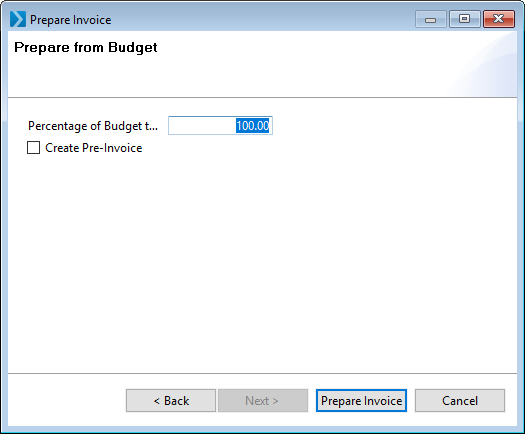 Prepare Invoice
Prepare from Budget
Percentage of Budget t... 100.00
Create Pre-Invoice
< Back Next > Prepare Invoice Cancel